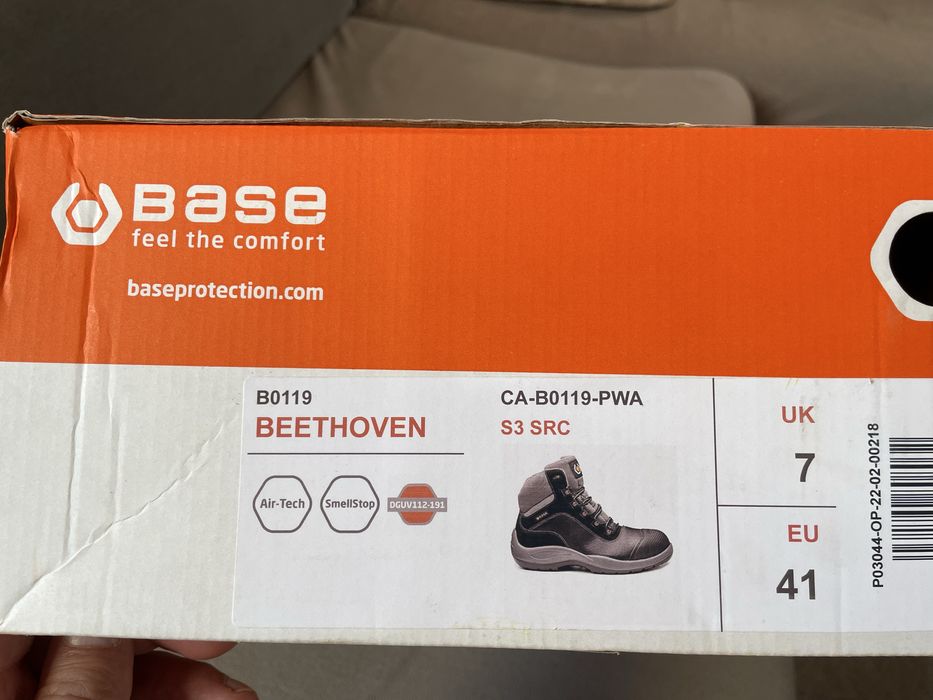 BASE
feel the comfort
baseprotection.com
B0119
BEETHOVEN
CA-B0119-PWA
S3 SRC
Air-Tech
SmellStop
DGUV112-191
UK
7
EU
41
P03044-OP-22-02-00218